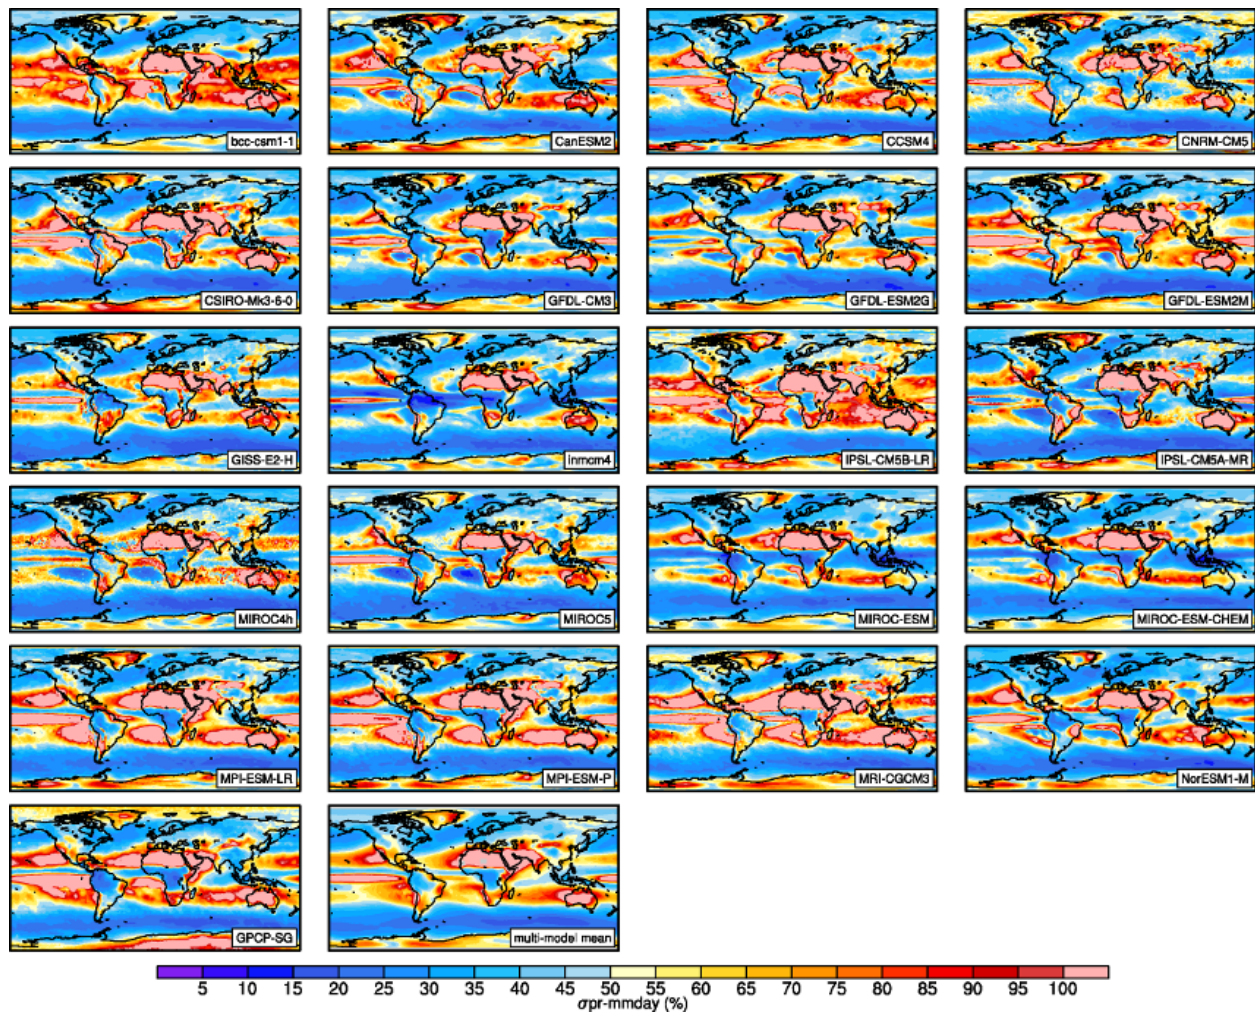 bcc-csm1-1
CanESM2
CCSM4
CNRM-CM5
CSIRO-Mk3-6-0
GFDL-CM3
GFDL-ESM2G
GFDL-ESM2M
GISS-E2-H
inmcm4
IPSL-CM5B-LR
IPSL-CM5A-MR
MIROC4h
MIROC5
MIROC-ESM
MIROC-ESM-CHEM
MPI-ESM-LR
MPI-ESM-P
MRI-CGCM3
NorESM1-M
GPCP-SG
multi-model mean
5 10 15 20 25 30 35 40 45 50 55 60 65 70 75 80 85 90 95 100
σpr-mmday (%)